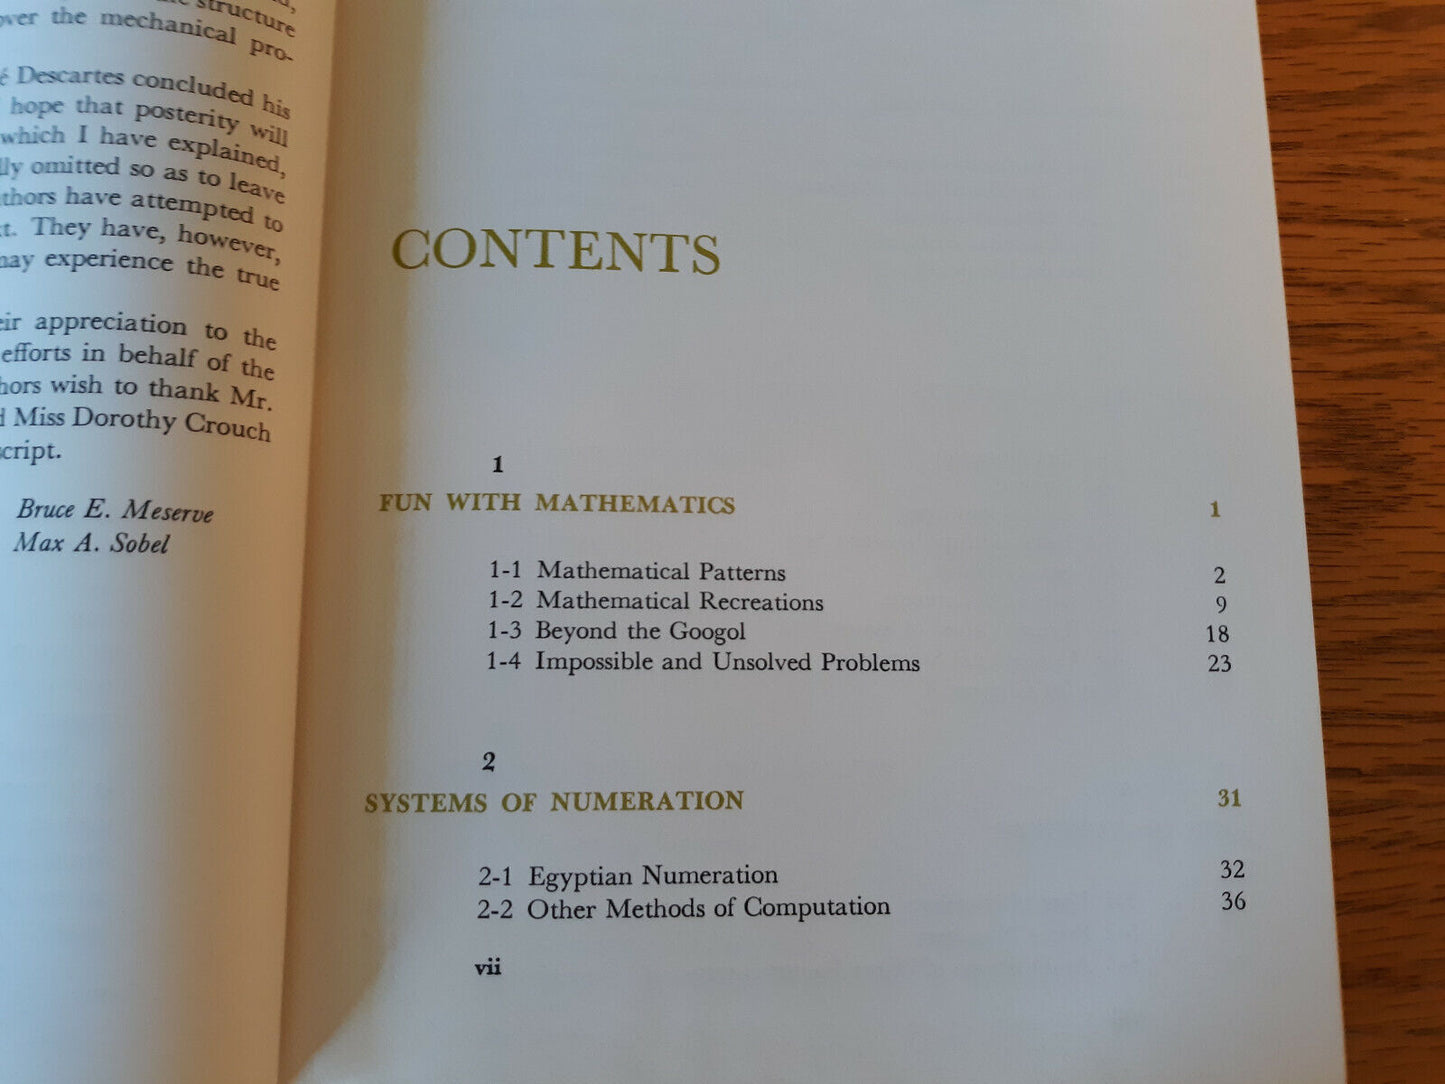 structure
over the mechanical pro-
é Descartes concluded his
hope that posterity will
which I have explained,
lly omitted so as to leave
thors have attempted to
t. They have, however,
may experience the true
eir appreciation to the
efforts in behalf of the
hors wish to thank Mr.
d Miss Dorothy Crouch
script.
Bruce E. Meserve
Max A. Sobel
CONTENTS
1
FUN WITH MATHEMATICS 1
1-1 Mathematical Patterns 2
1-2 Mathematical Recreations 9
1-3 Beyond the Googol 18
1-4 Impossible and Unsolved Problems 23
2
SYSTEMS OF NUMERATION 31
2-1 Egyptian Numeration 32
2-2 Other Methods of Computation 36
vii